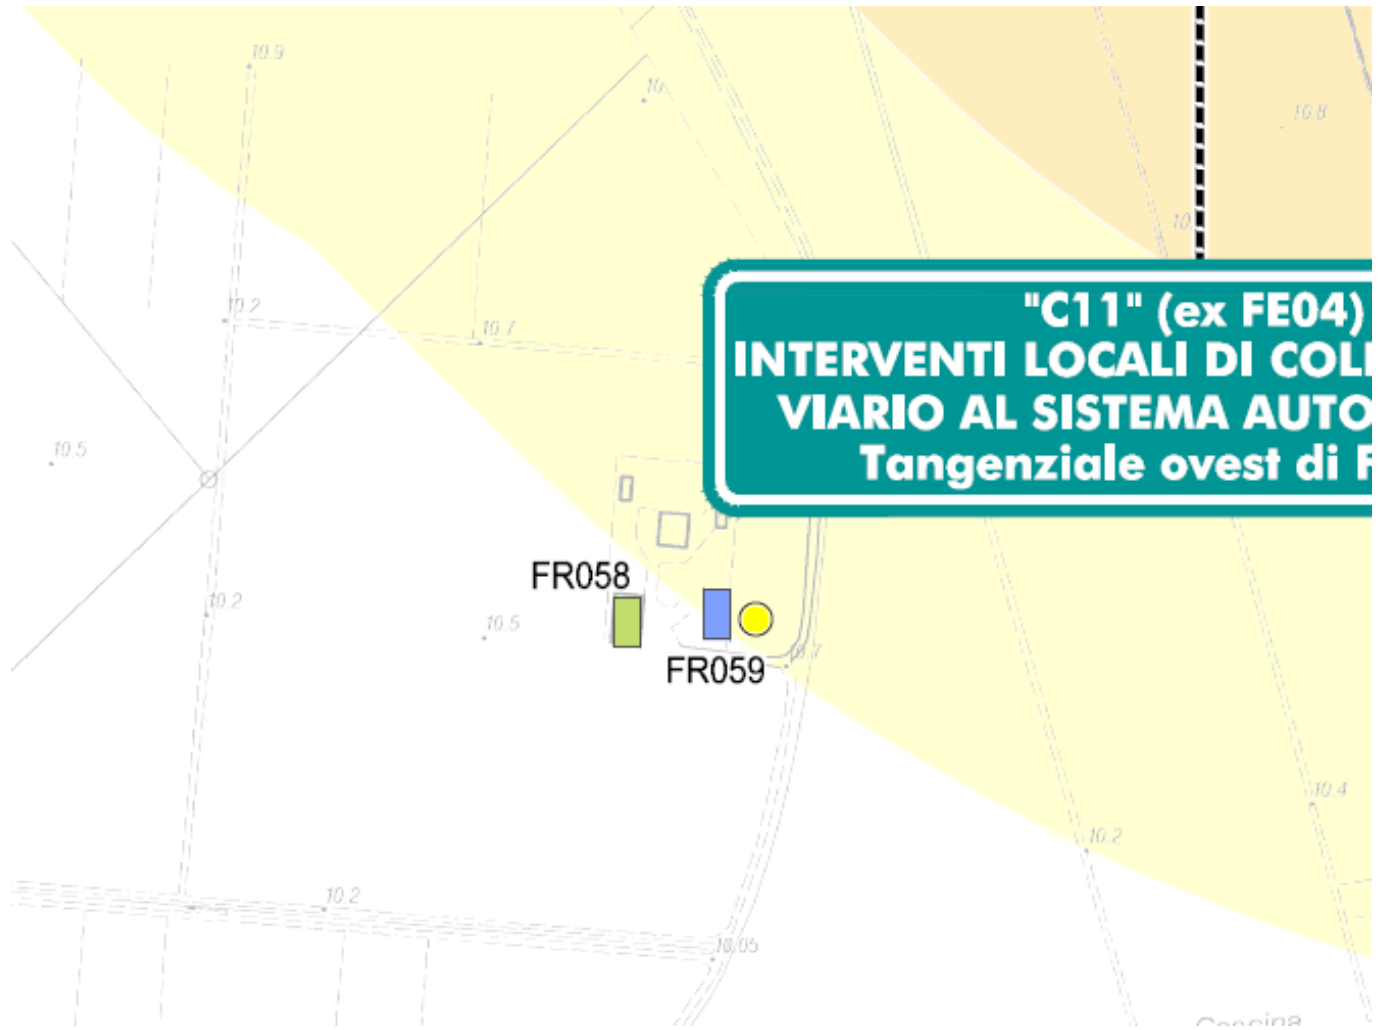 10.9
10
10.8
10.2
10.7
"C11" (ex FE04)
INTERVENTI LOCALI DI COLL
VIARIO AL SISTEMA AUTO
Tangenziale ovest di F
10.5
FR058
10.2
10.5
FR059
10.4
10.2
10.2
10.05
Cascina